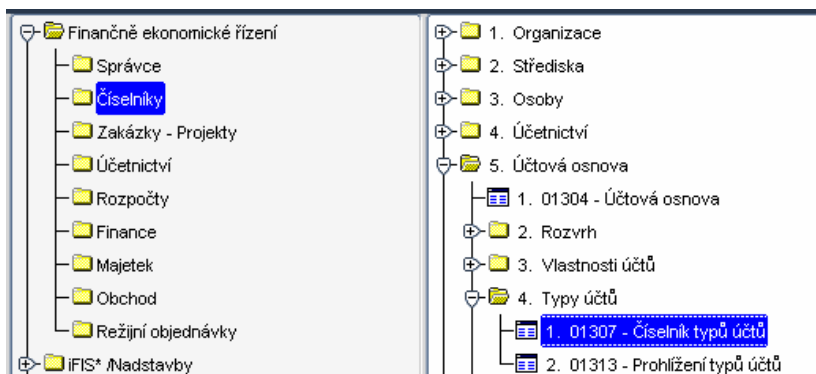 Finančně ekonomické řízení
Správce
Číselníky
Zakázky - Projekty
Účetnictví
Rozpočty
Finance
Majetek
Obchod
Režijní objednávky
iFIS* /Nadstavby
1. Organizace
2. Střediska
3. Osoby
4. Účetnictví
5. Účtová osnova
1. 01304 - Účtová osnova
2. Rozvrh
3. Vlastnosti účtů
4. Typy účtů
1. 01307 - Číselník typů účtů
2. 01313 - Prohlížení typů účtů